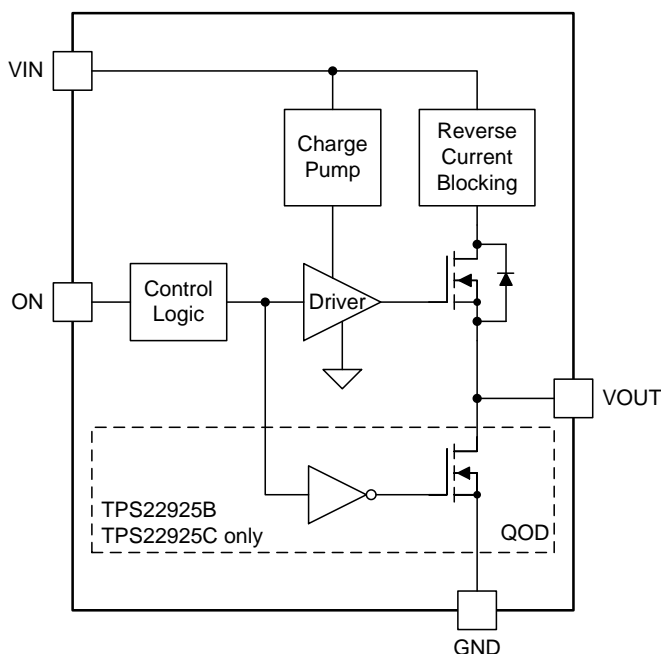 VIN
Charge
Pump
Reverse
Current
Blocking
ON
Control
Logic
Driver
VOUT
TPS22925B
TPS22925C only
QOD
GND